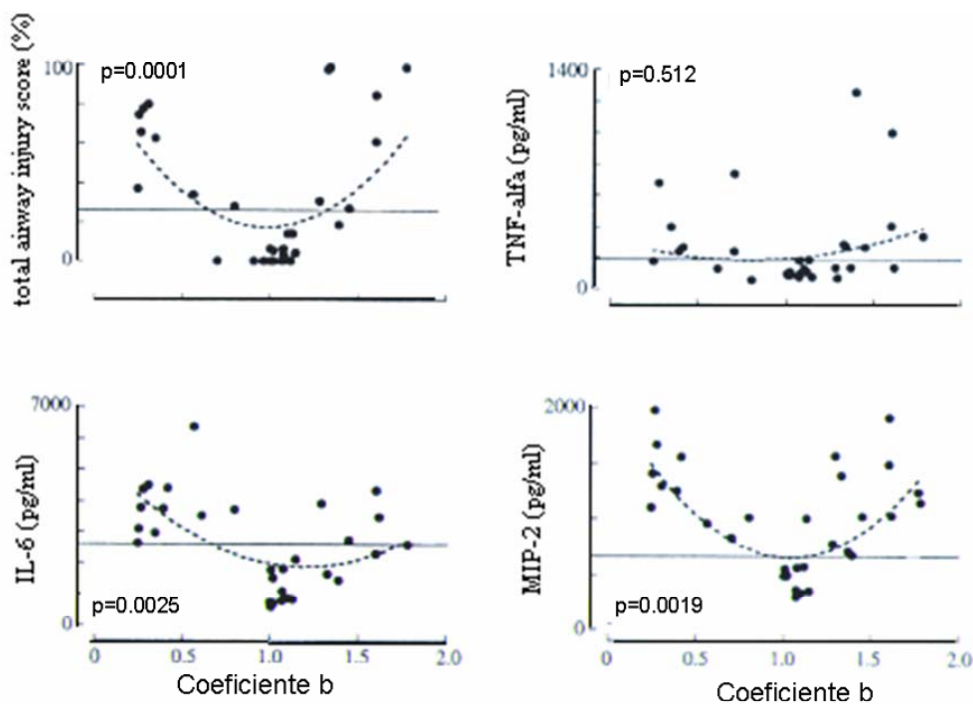 total airway injury score (%)
100
0
p=0.0001
TNF-alfa (pg/ml)
1400
0
p=0.512
IL-6 (pg/ml)
7000
0
p=0.0025
0 0.5 1.0 1.5 2.0
Coeficiente b
MIP-2 (pg/ml)
2000
0
p=0.0019
0 0.5 1.0 1.5 2.0
Coeficiente b